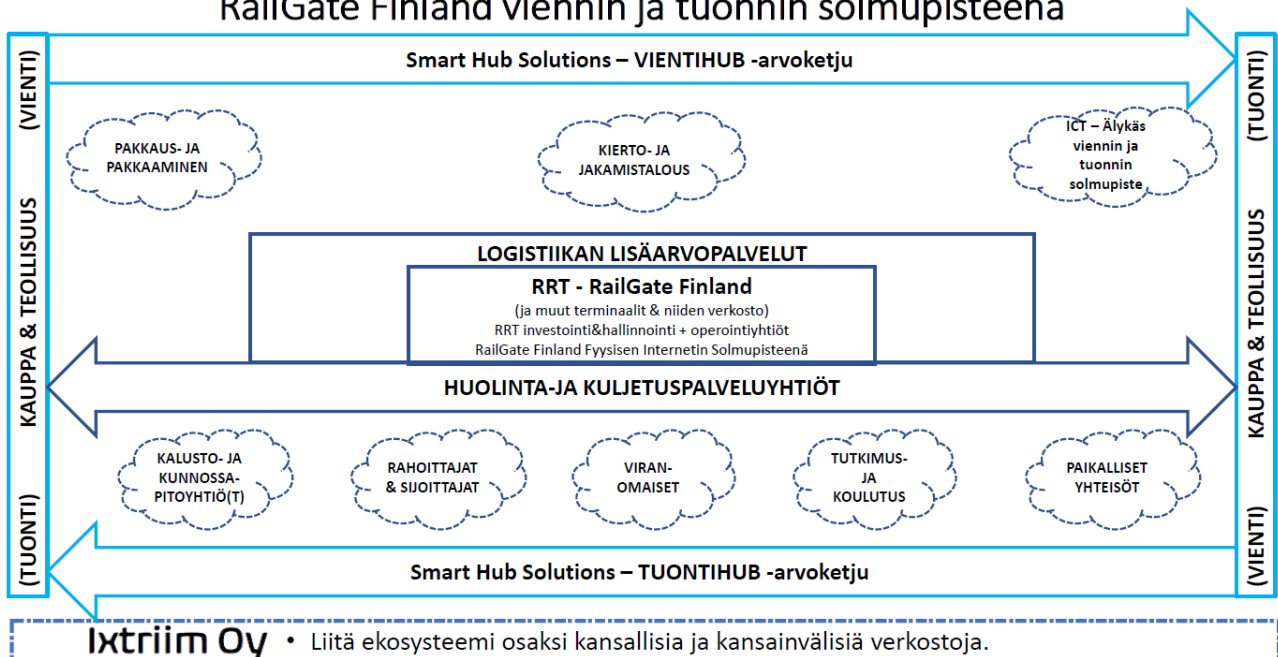 RailGate Finland viennin ja tuonnin solmupisteenä
Smart Hub Solutions – VIENTIHUB -arvoketju
KAUPPA & TEOLLISUUS (VIENTI)
(TUONTI)
PAKKAUS- JA
PAKKAAMINEN
KIERTO- JA
JAKAMISTALOUS
ICT – Älykäs
viennin ja
tuonnin
solmupiste
LOGISTIIKAN LISÄARVOPALVELUT
RRT - RailGate Finland
(ja muut terminaalit & niiden verkosto)
RRT investointi&hallinnointi + operointiyhtiöt
RailGate Finland Fyysisen Internetin Solmupisteenä
HUOLINTA-JA KULJETUSPALVELUYHTIÖT
KALUSTO- JA
KUNNOSSA-
PITOYHTIÖ(T)
RAHOITTAJAT
& SIJOITTAJAT
VIRAN-
OMAISET
TUTKIMUS-
JA
KOULUTUS
PAIKALLISET
YHTEISÖT
KAUPPA & TEOLLISUUS (TUONTI)
(VIENTI)
Smart Hub Solutions – TUONTIHUB -arvoketju
Ixtriim Oy
• Liitä ekosysteemi osaksi kansallisia ja kansainvälisiä verkostoja.